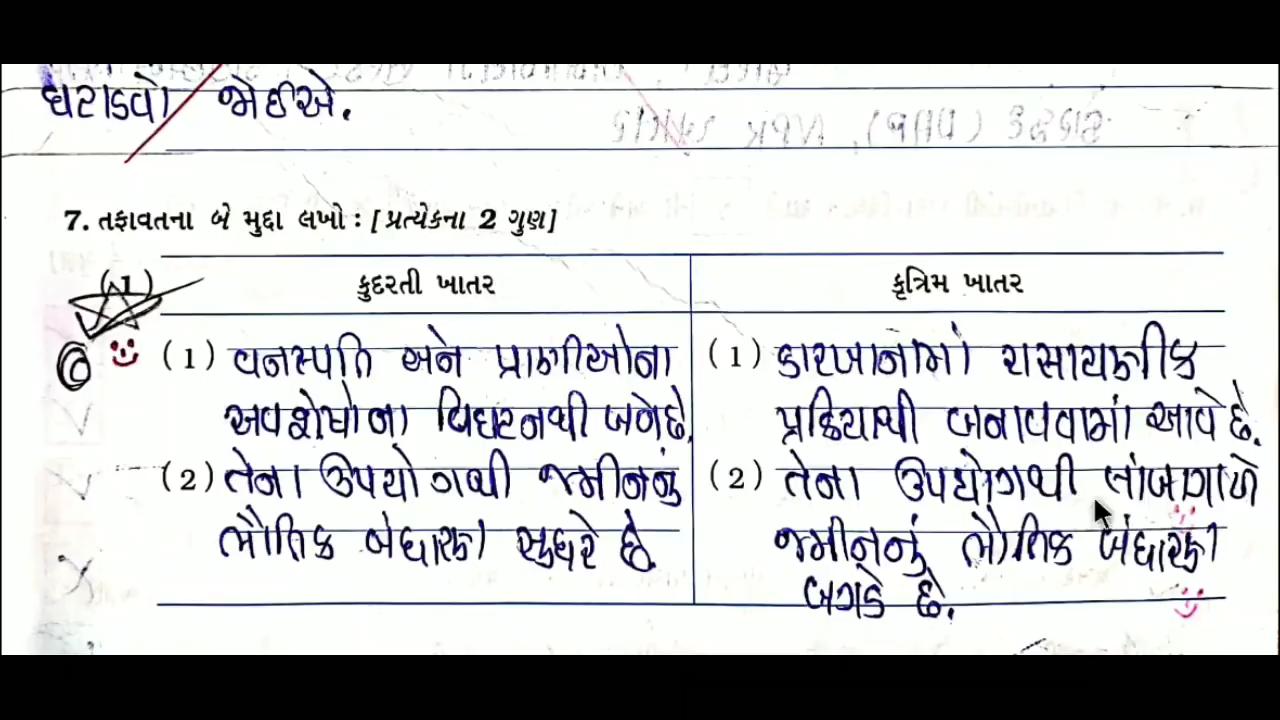 ઘટાડવો જોઈએ.
7. તફાવતના બે મુદ્દા લખો : [પ્રત્યેકના 2 ગુણ]
(1) કુદરતી ખાતર
(1) વનસ્પતિ અને પ્રાણીઓના
અવશેષોના વિઘટનથી બને છે.
(2) તેના ઉપયોગથી જમીનનું
ભૌતિક બંધારણ સુધરે છે.
કૃત્રિમ ખાતર
(1) કારખાનામાં રાસાયણીક
પ્રક્રિયાથી બનાવવામાં આવે છે.
(2) તેના ઉપયોગથી લાંબાગાળે
જમીનનું ભૌતિક બંધારણ
બગડે છે.